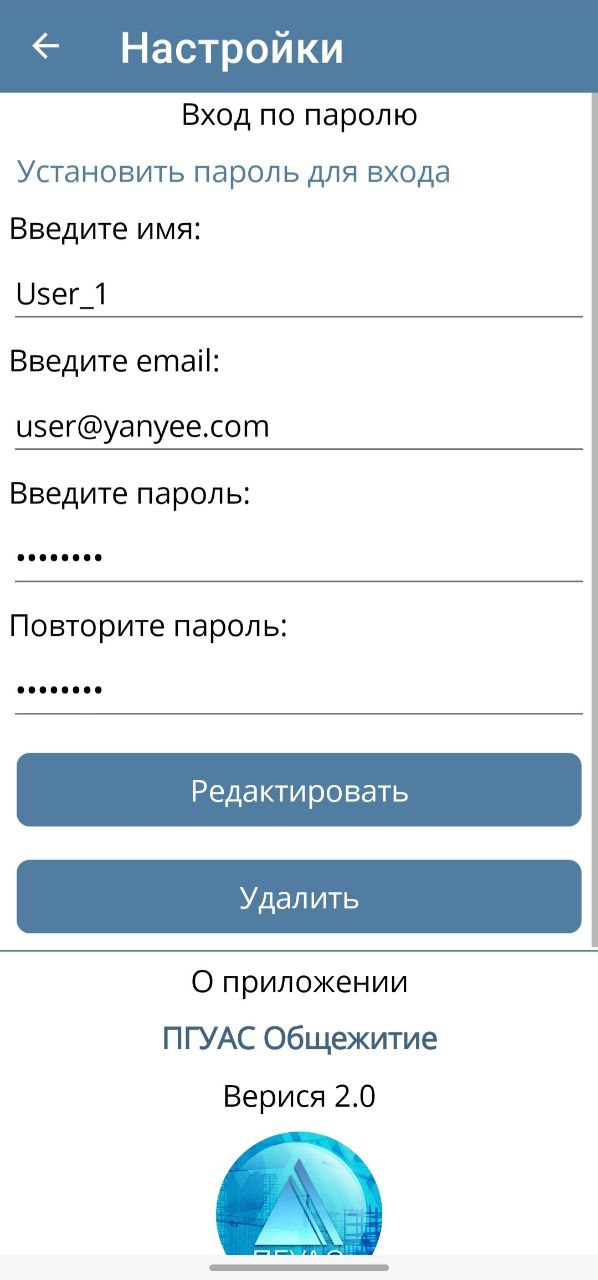 Настройки
Вход по паролю
Установить пароль для входа
Введите имя:
User_1
Введите email:
user@yanyee.com
Введите пароль:
••••••••
Повторите пароль:
••••••••
Редактировать
Удалить
О приложении
ПГУАС Общежитие
Верися 2.0
ПГУАС